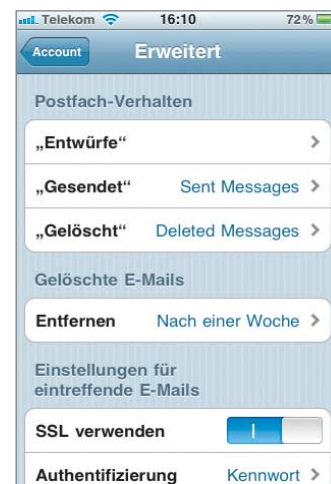 Telekom 16:10 72%
Account Erweitert
Postfach-Verhalten
„Entwürfe“
„Gesendet“ Sent Messages
„Gelöscht“ Deleted Messages
Gelöschte E-Mails
Entfernen Nach einer Woche
Einstellungen für
eintreffende E-Mails
SSL verwenden
Authentifizierung Kennwort